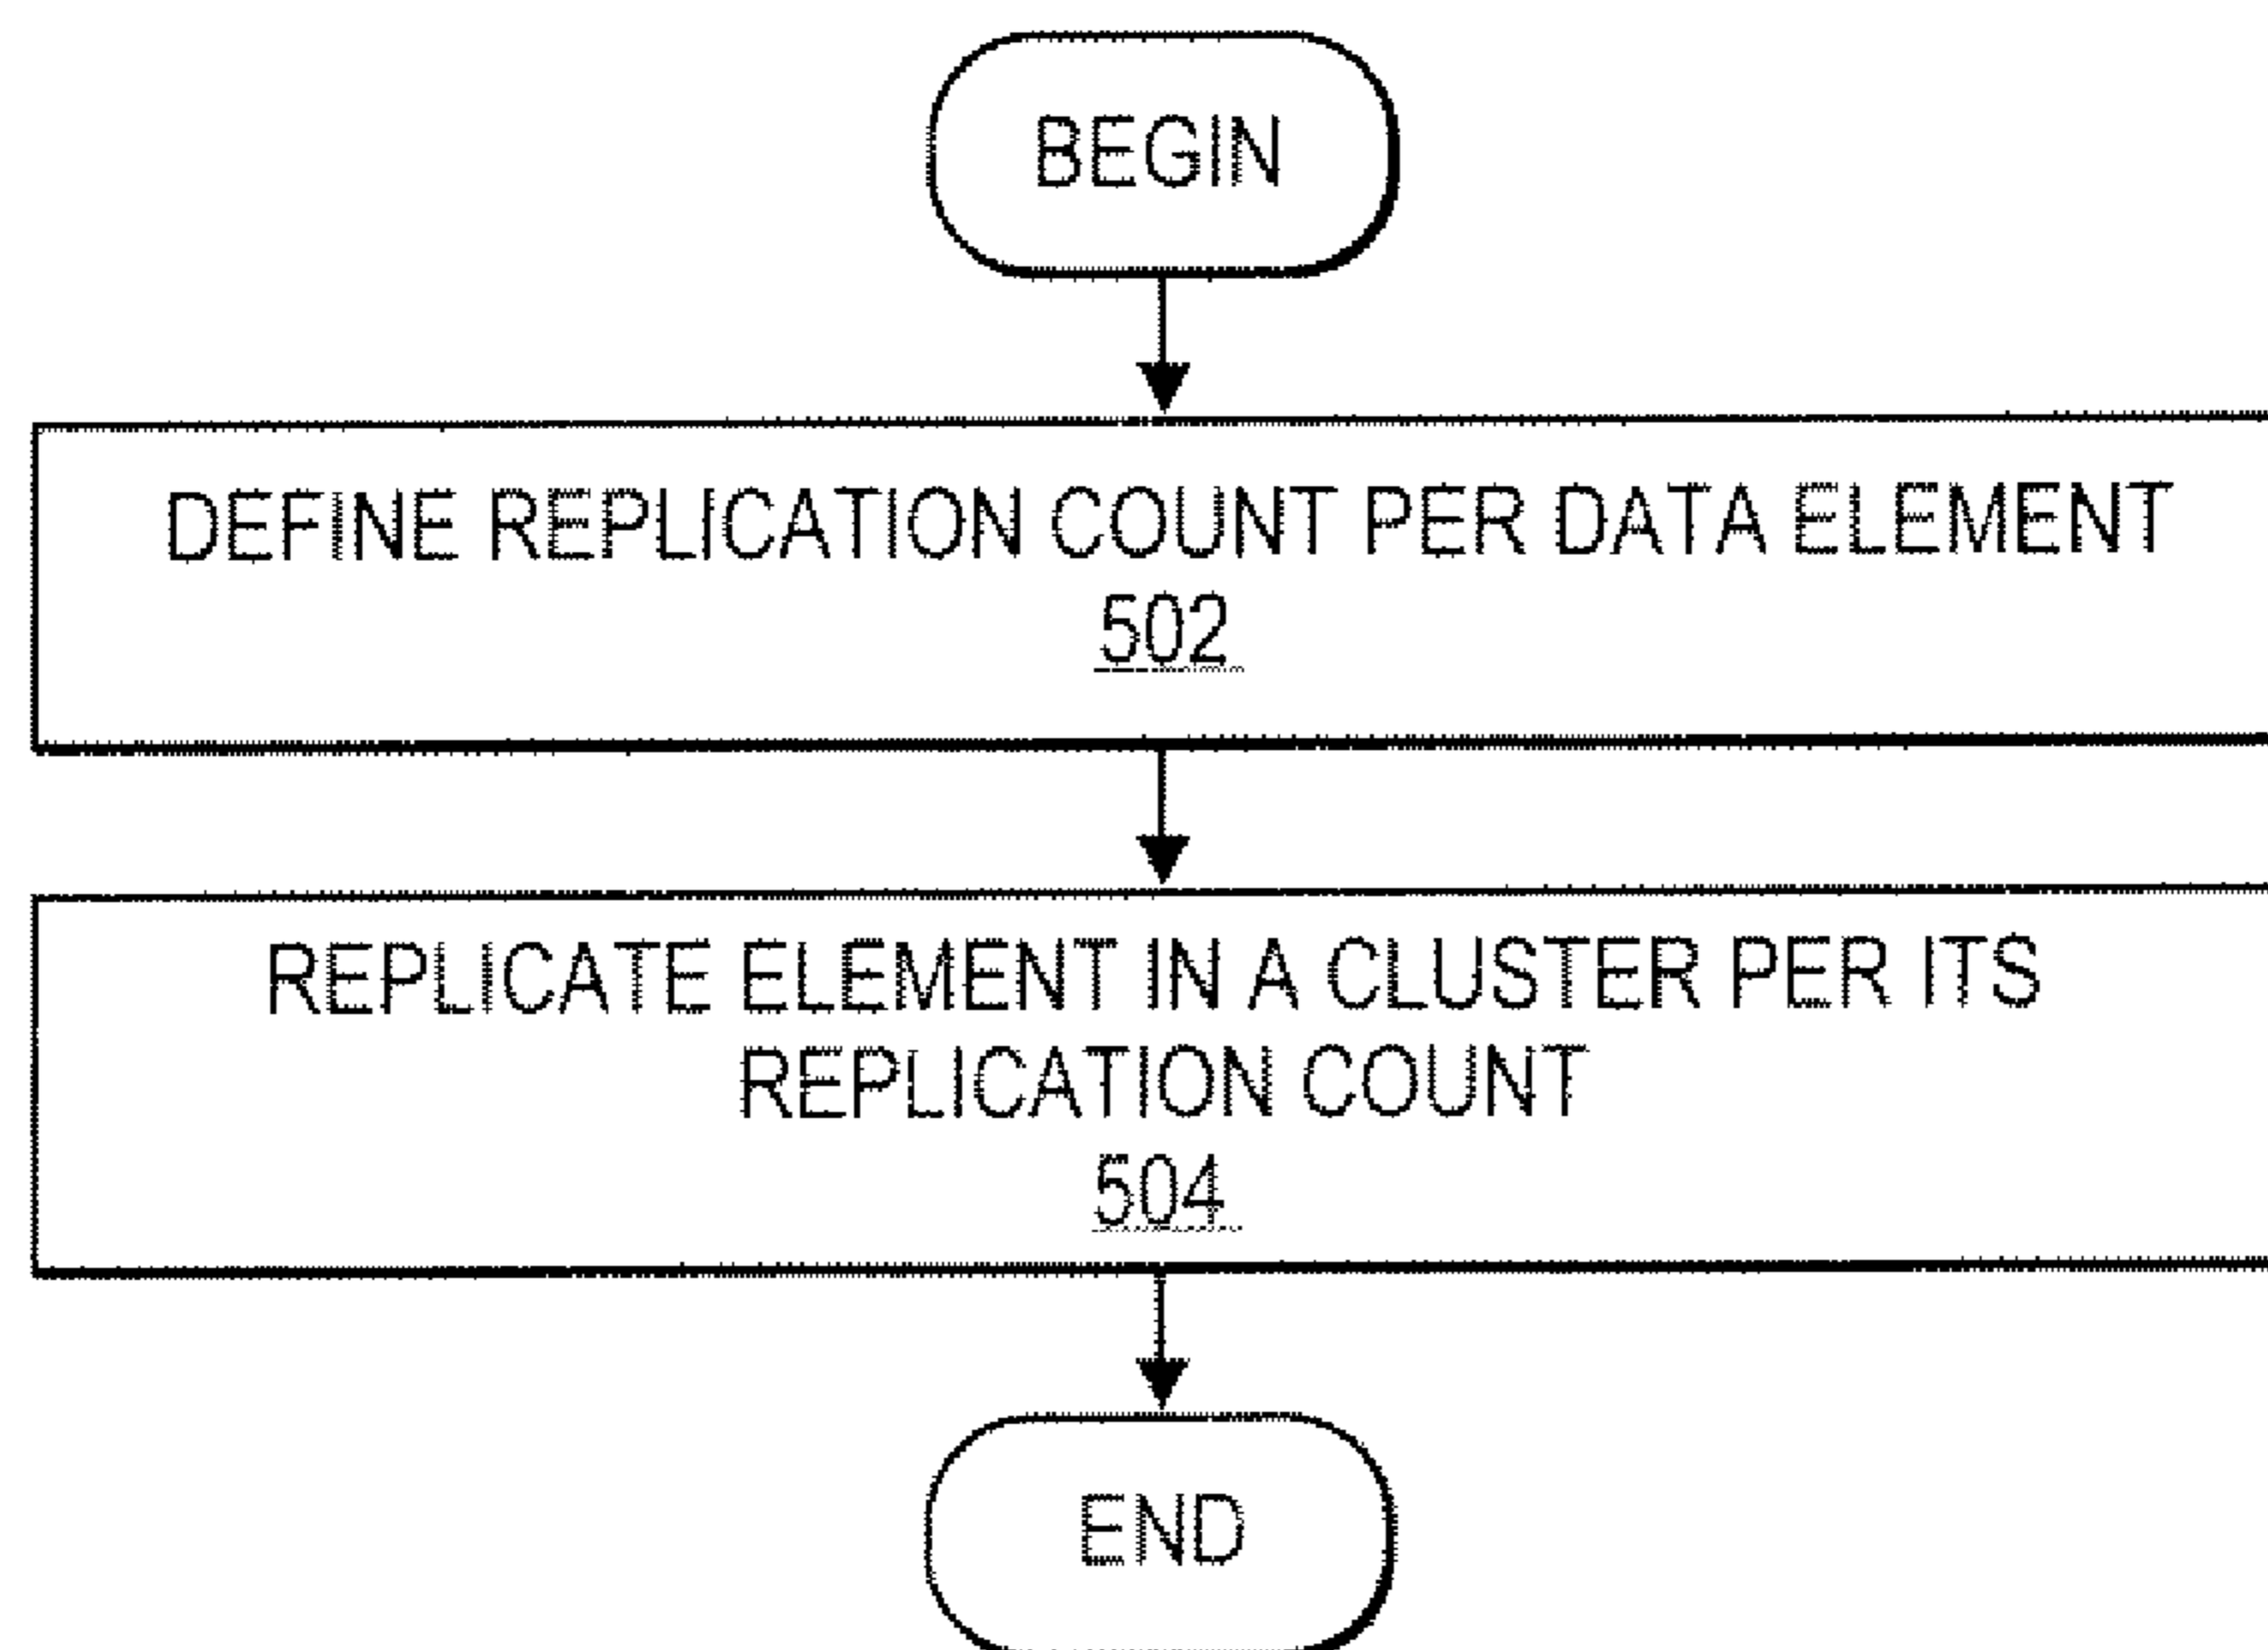 BEGIN
DEFINE REPLICATION COUNT PER DATA ELEMENT
502
REPLICATE ELEMENT IN A CLUSTER PER ITS
REPLICATION COUNT
504
END